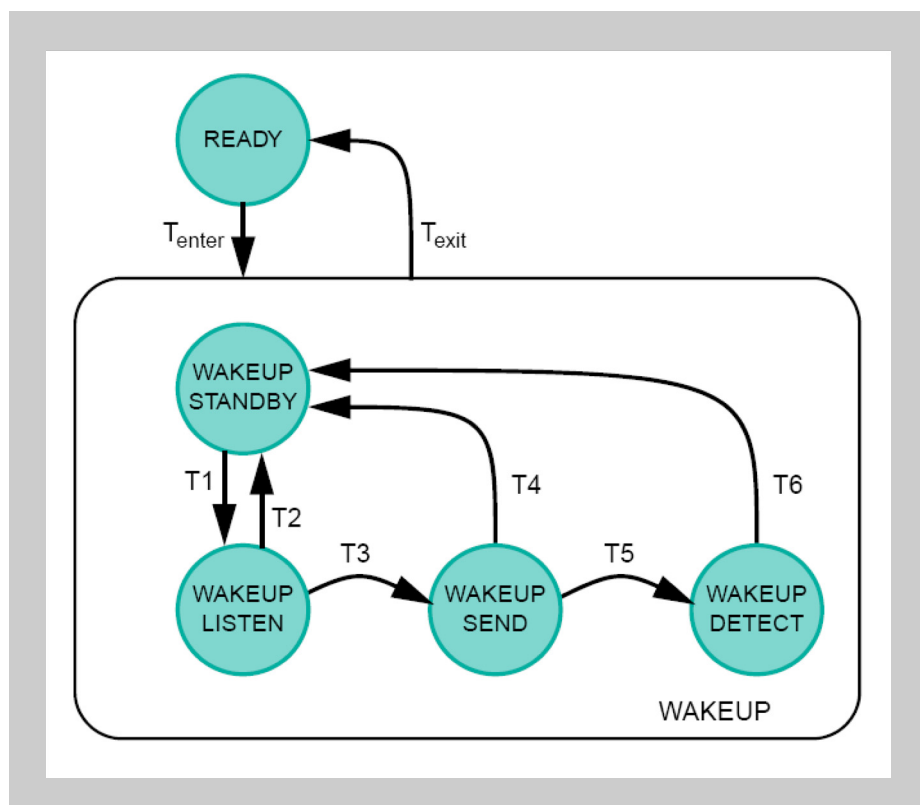 READY
Tenter
Texit
WAKEUP
STANDBY
T1
T2
T4
T6
T3
T5
WAKEUP
LISTEN
WAKEUP
SEND
WAKEUP
DETECT
WAKEUP